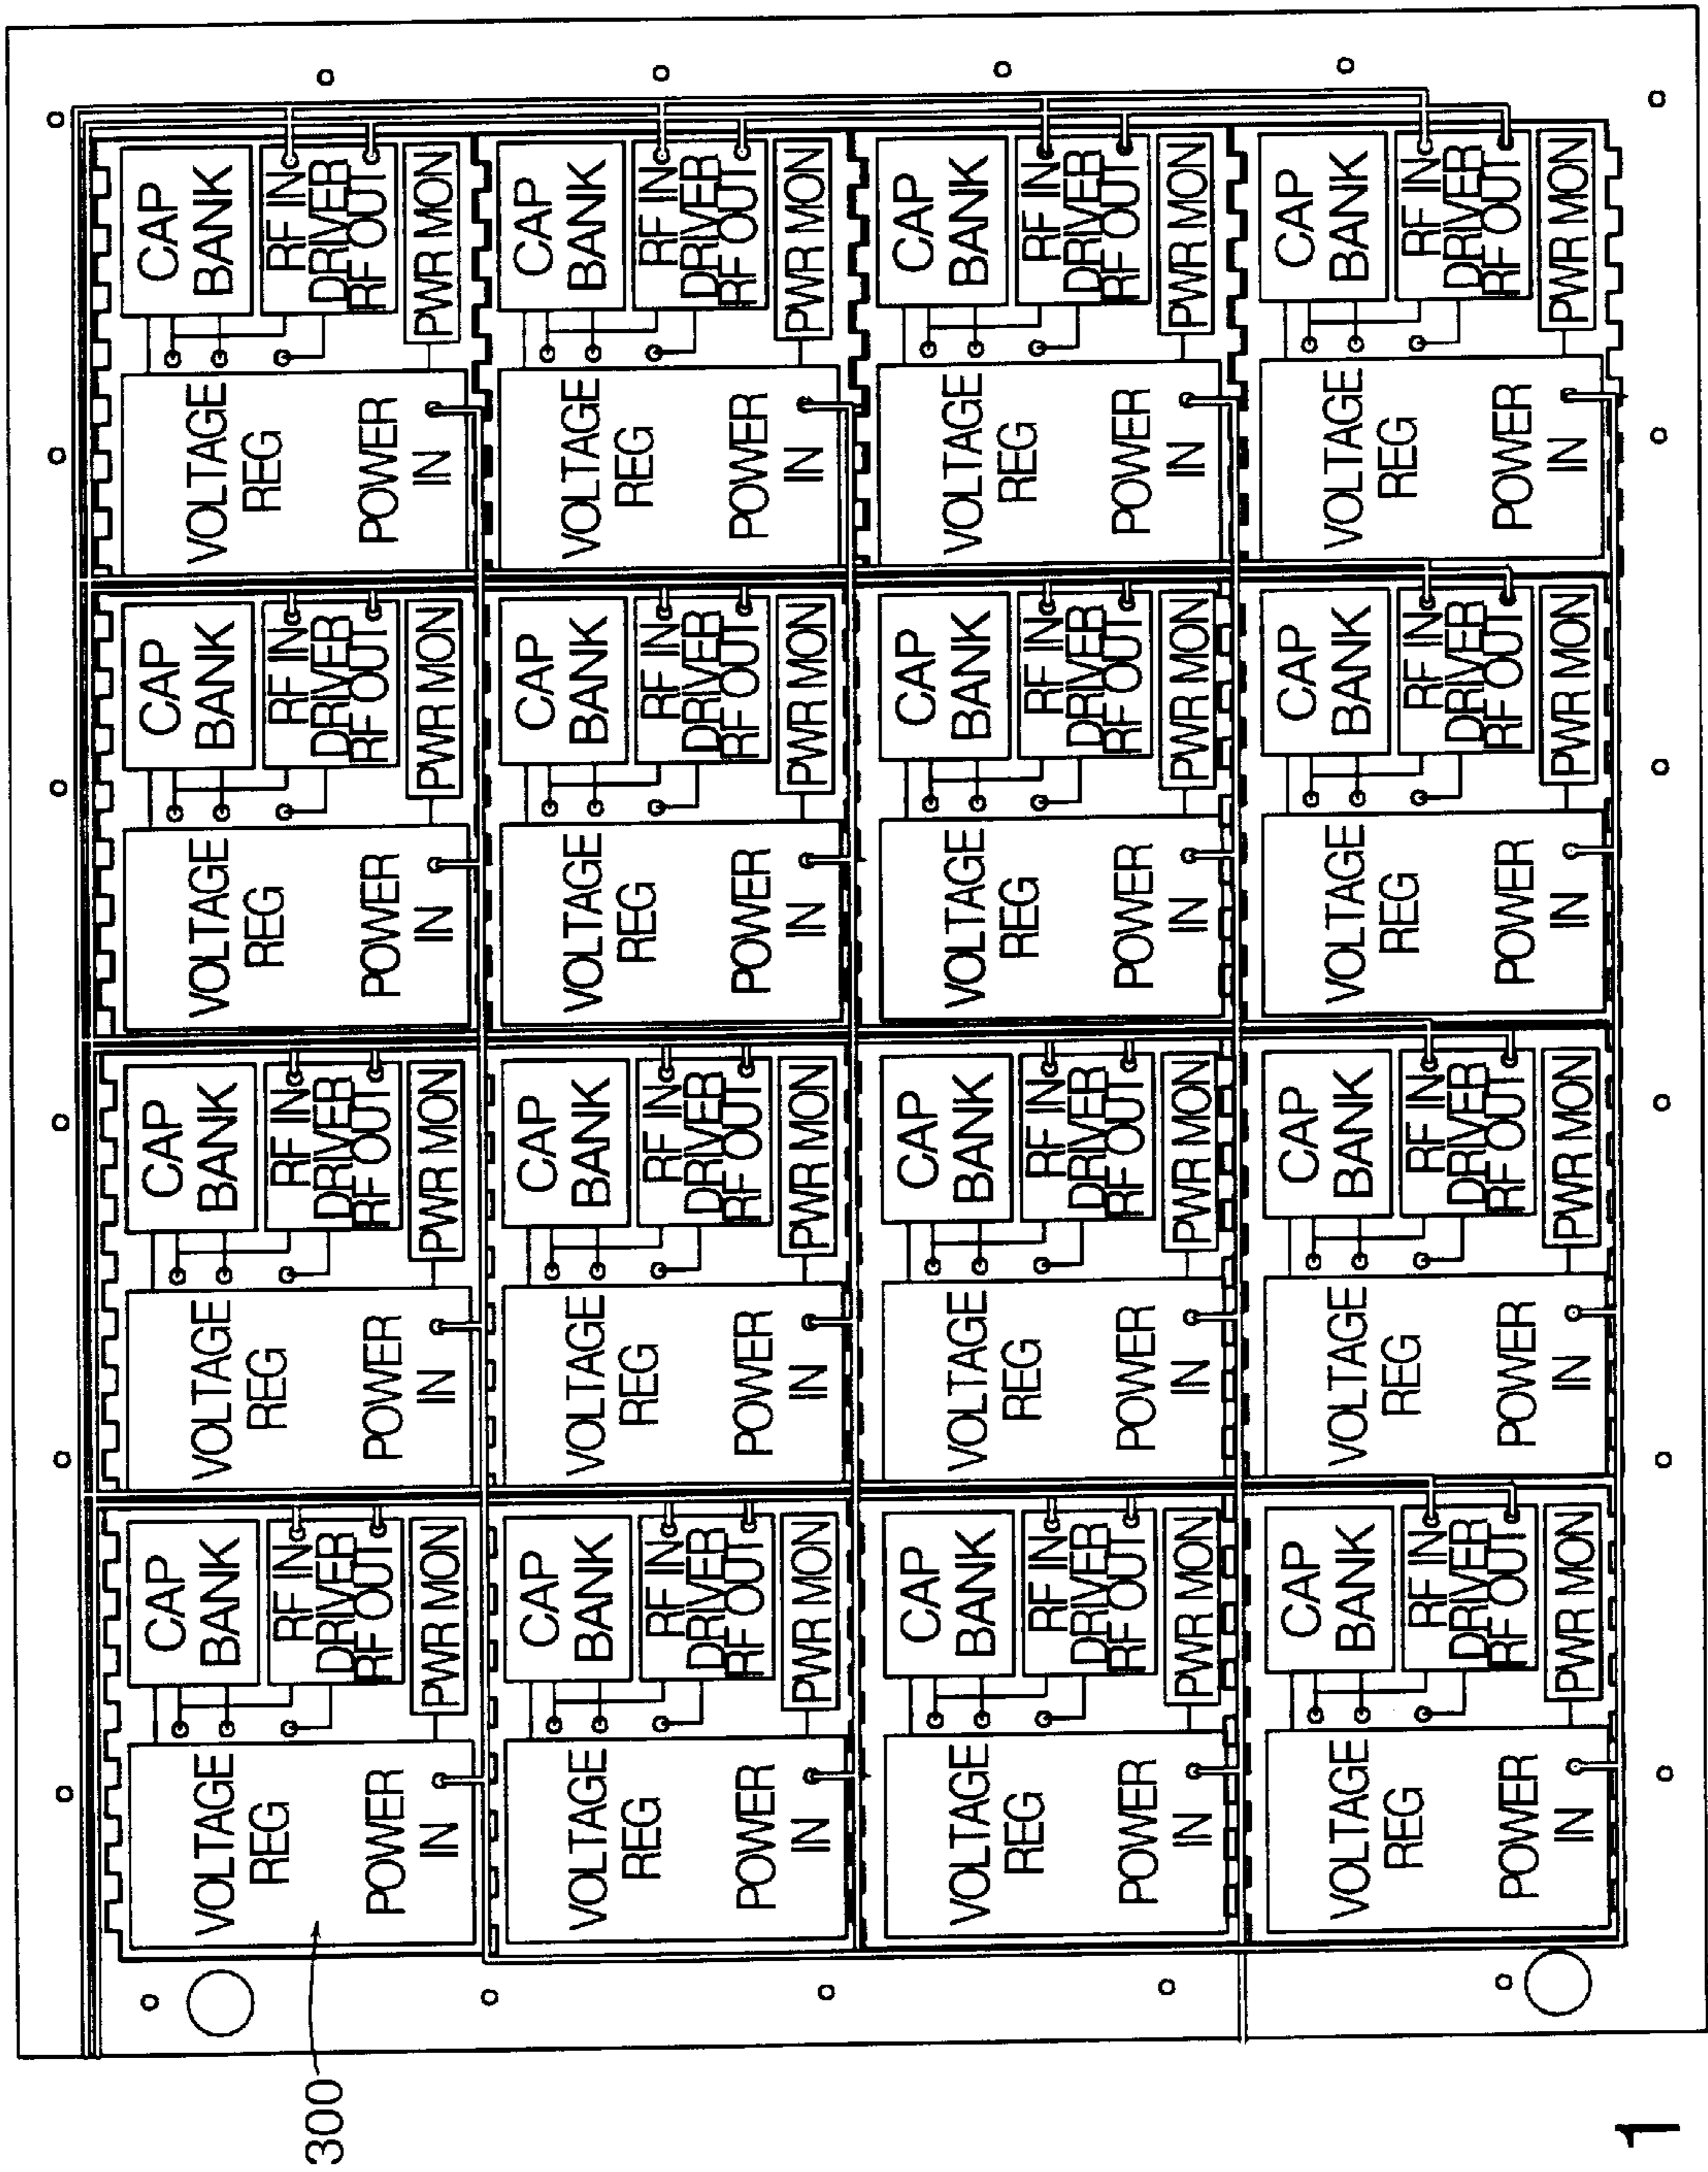 300
VOLTAGE
REG
POWER
IN
CAP
BANK
RF IN
DRIVER
RF OUT
PWR MON
VOLTAGE
REG
POWER
IN
CAP
BANK
RF IN
DRIVER
RF OUT
PWR MON
VOLTAGE
REG
POWER
IN
CAP
BANK
RF IN
DRIVER
RF OUT
PWR MON
VOLTAGE
REG
POWER
IN
CAP
BANK
RF IN
DRIVER
RF OUT
PWR MON
VOLTAGE
REG
POWER
IN
CAP
BANK
RF IN
DRIVER
RF OUT
PWR MON
VOLTAGE
REG
POWER
IN
CAP
BANK
RF IN
DRIVER
RF OUT
PWR MON
VOLTAGE
REG
POWER
IN
CAP
BANK
RF IN
DRIVER
RF OUT
PWR MON
VOLTAGE
REG
POWER
IN
CAP
BANK
RF IN
DRIVER
RF OUT
PWR MON
VOLTAGE
REG
POWER
IN
CAP
BANK
RF IN
DRIVER
RF OUT
PWR MON
VOLTAGE
REG
POWER
IN
CAP
BANK
RF IN
DRIVER
RF OUT
PWR MON
VOLTAGE
REG
POWER
IN
CAP
BANK
RF IN
DRIVER
RF OUT
PWR MON
VOLTAGE
REG
POWER
IN
CAP
BANK
RF IN
DRIVER
RF OUT
PWR MON
VOLTAGE
REG
POWER
IN
CAP
BANK
RF IN
DRIVER
RF OUT
PWR MON
VOLTAGE
REG
POWER
IN
CAP
BANK
RF IN
DRIVER
RF OUT
PWR MON
VOLTAGE
REG
POWER
IN
CAP
BANK
RF IN
DRIVER
RF OUT
PWR MON
VOLTAGE
REG
POWER
IN
CAP
BANK
RF IN
DRIVER
RF OUT
PWR MON
1